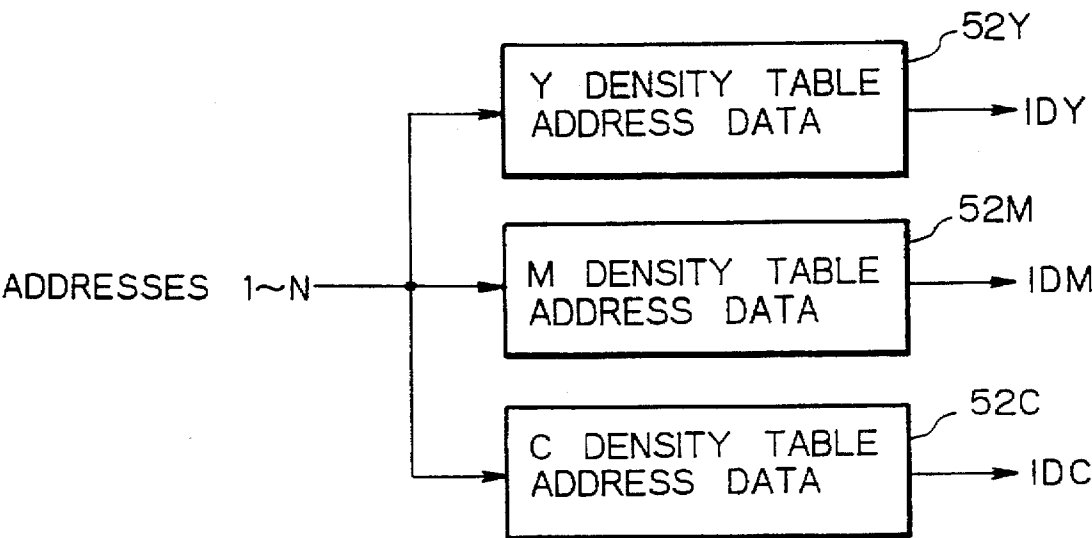 52Y
Y DENSITY TABLE
ADDRESS DATA
IDY
52M
ADDRESSES 1~N
M DENSITY TABLE
ADDRESS DATA
IDM
52C
C DENSITY TABLE
ADDRESS DATA
IDC